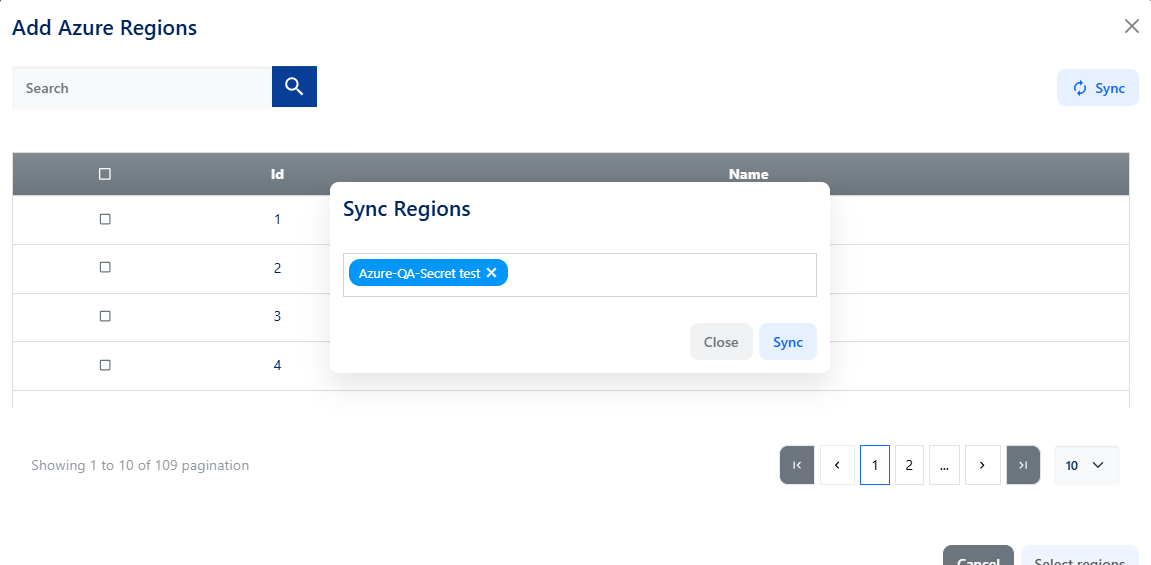 Add Azure Regions
Search
Sync
Id Name
1
Sync Regions
2
Azure-QA-Secret test
3
Close Sync
4
Showing 1 to 10 of 109 pagination
1 2 ... 10
Cancel Select regions